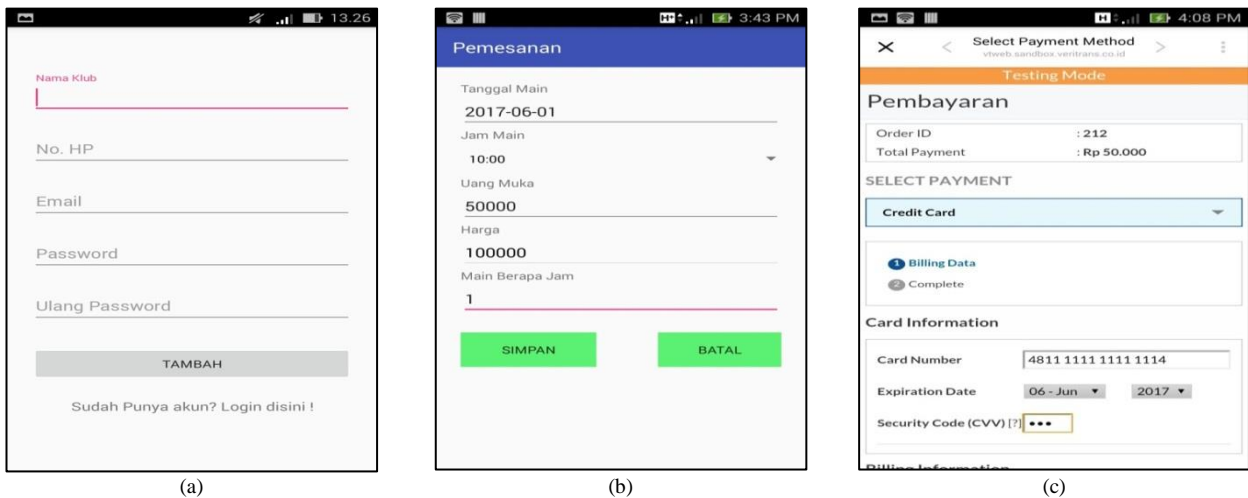 13.26
Nama Klub
No. HP
Email
Password
Ulang Password
TAMBAH
Sudah Punya akun? Login disini !
(a)
H+ 3:43 PM
Pemesanan
Tanggal Main
2017-06-01
Jam Main
10:00
Uang Muka
50000
Harga
100000
Main Berapa Jam
1
SIMPAN BATAL
(b)
H 4:08 PM
Select Payment Method
vtweb.sandbox.veritrans.co.id
Testing Mode
Pembayaran
Order ID : 212
Total Payment : Rp 50.000
SELECT PAYMENT
Credit Card
1 Billing Data
2 Complete
Card Information
Card Number 4811 1111 1111 1114
Expiration Date 06 - Jun 2017
Security Code (CVV) [?] •••
Billing Information
(c)